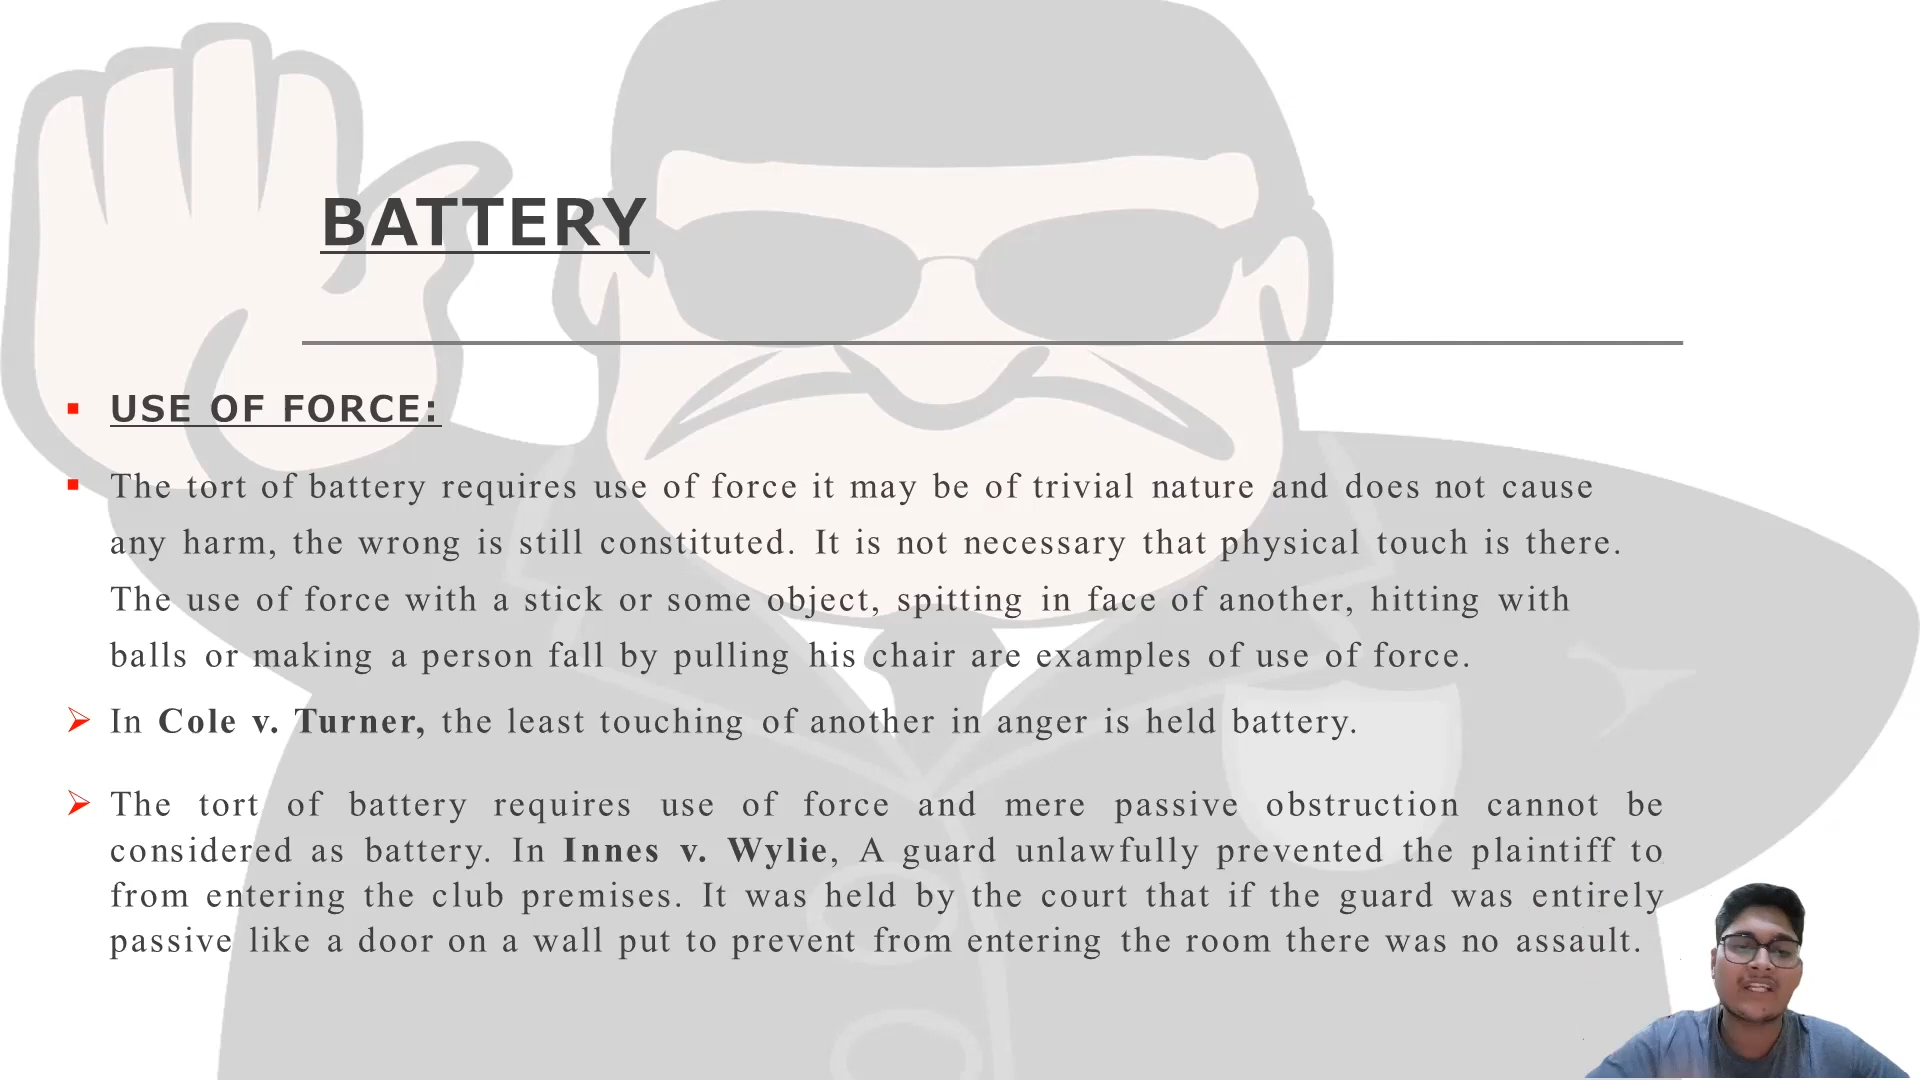 BATTERY
USE OF FORCE:
The tort of battery requires use of force it may be of trivial nature and does not cause
any harm, the wrong is still constituted. It is not necessary that physical touch is there.
The use of force with a stick or some object, spitting in face of another, hitting with
balls or making a person fall by pulling his chair are examples of use of force.
In Cole v. Turner, the least touching of another in anger is held battery.
The tort of battery requires use of force and mere passive obstruction cannot be
considered as battery. In Innes v. Wylie, A guard unlawfully prevented the plaintiff to
from entering the club premises. It was held by the court that if the guard was entirely
passive like a door on a wall put to prevent from entering the room there was no assault.